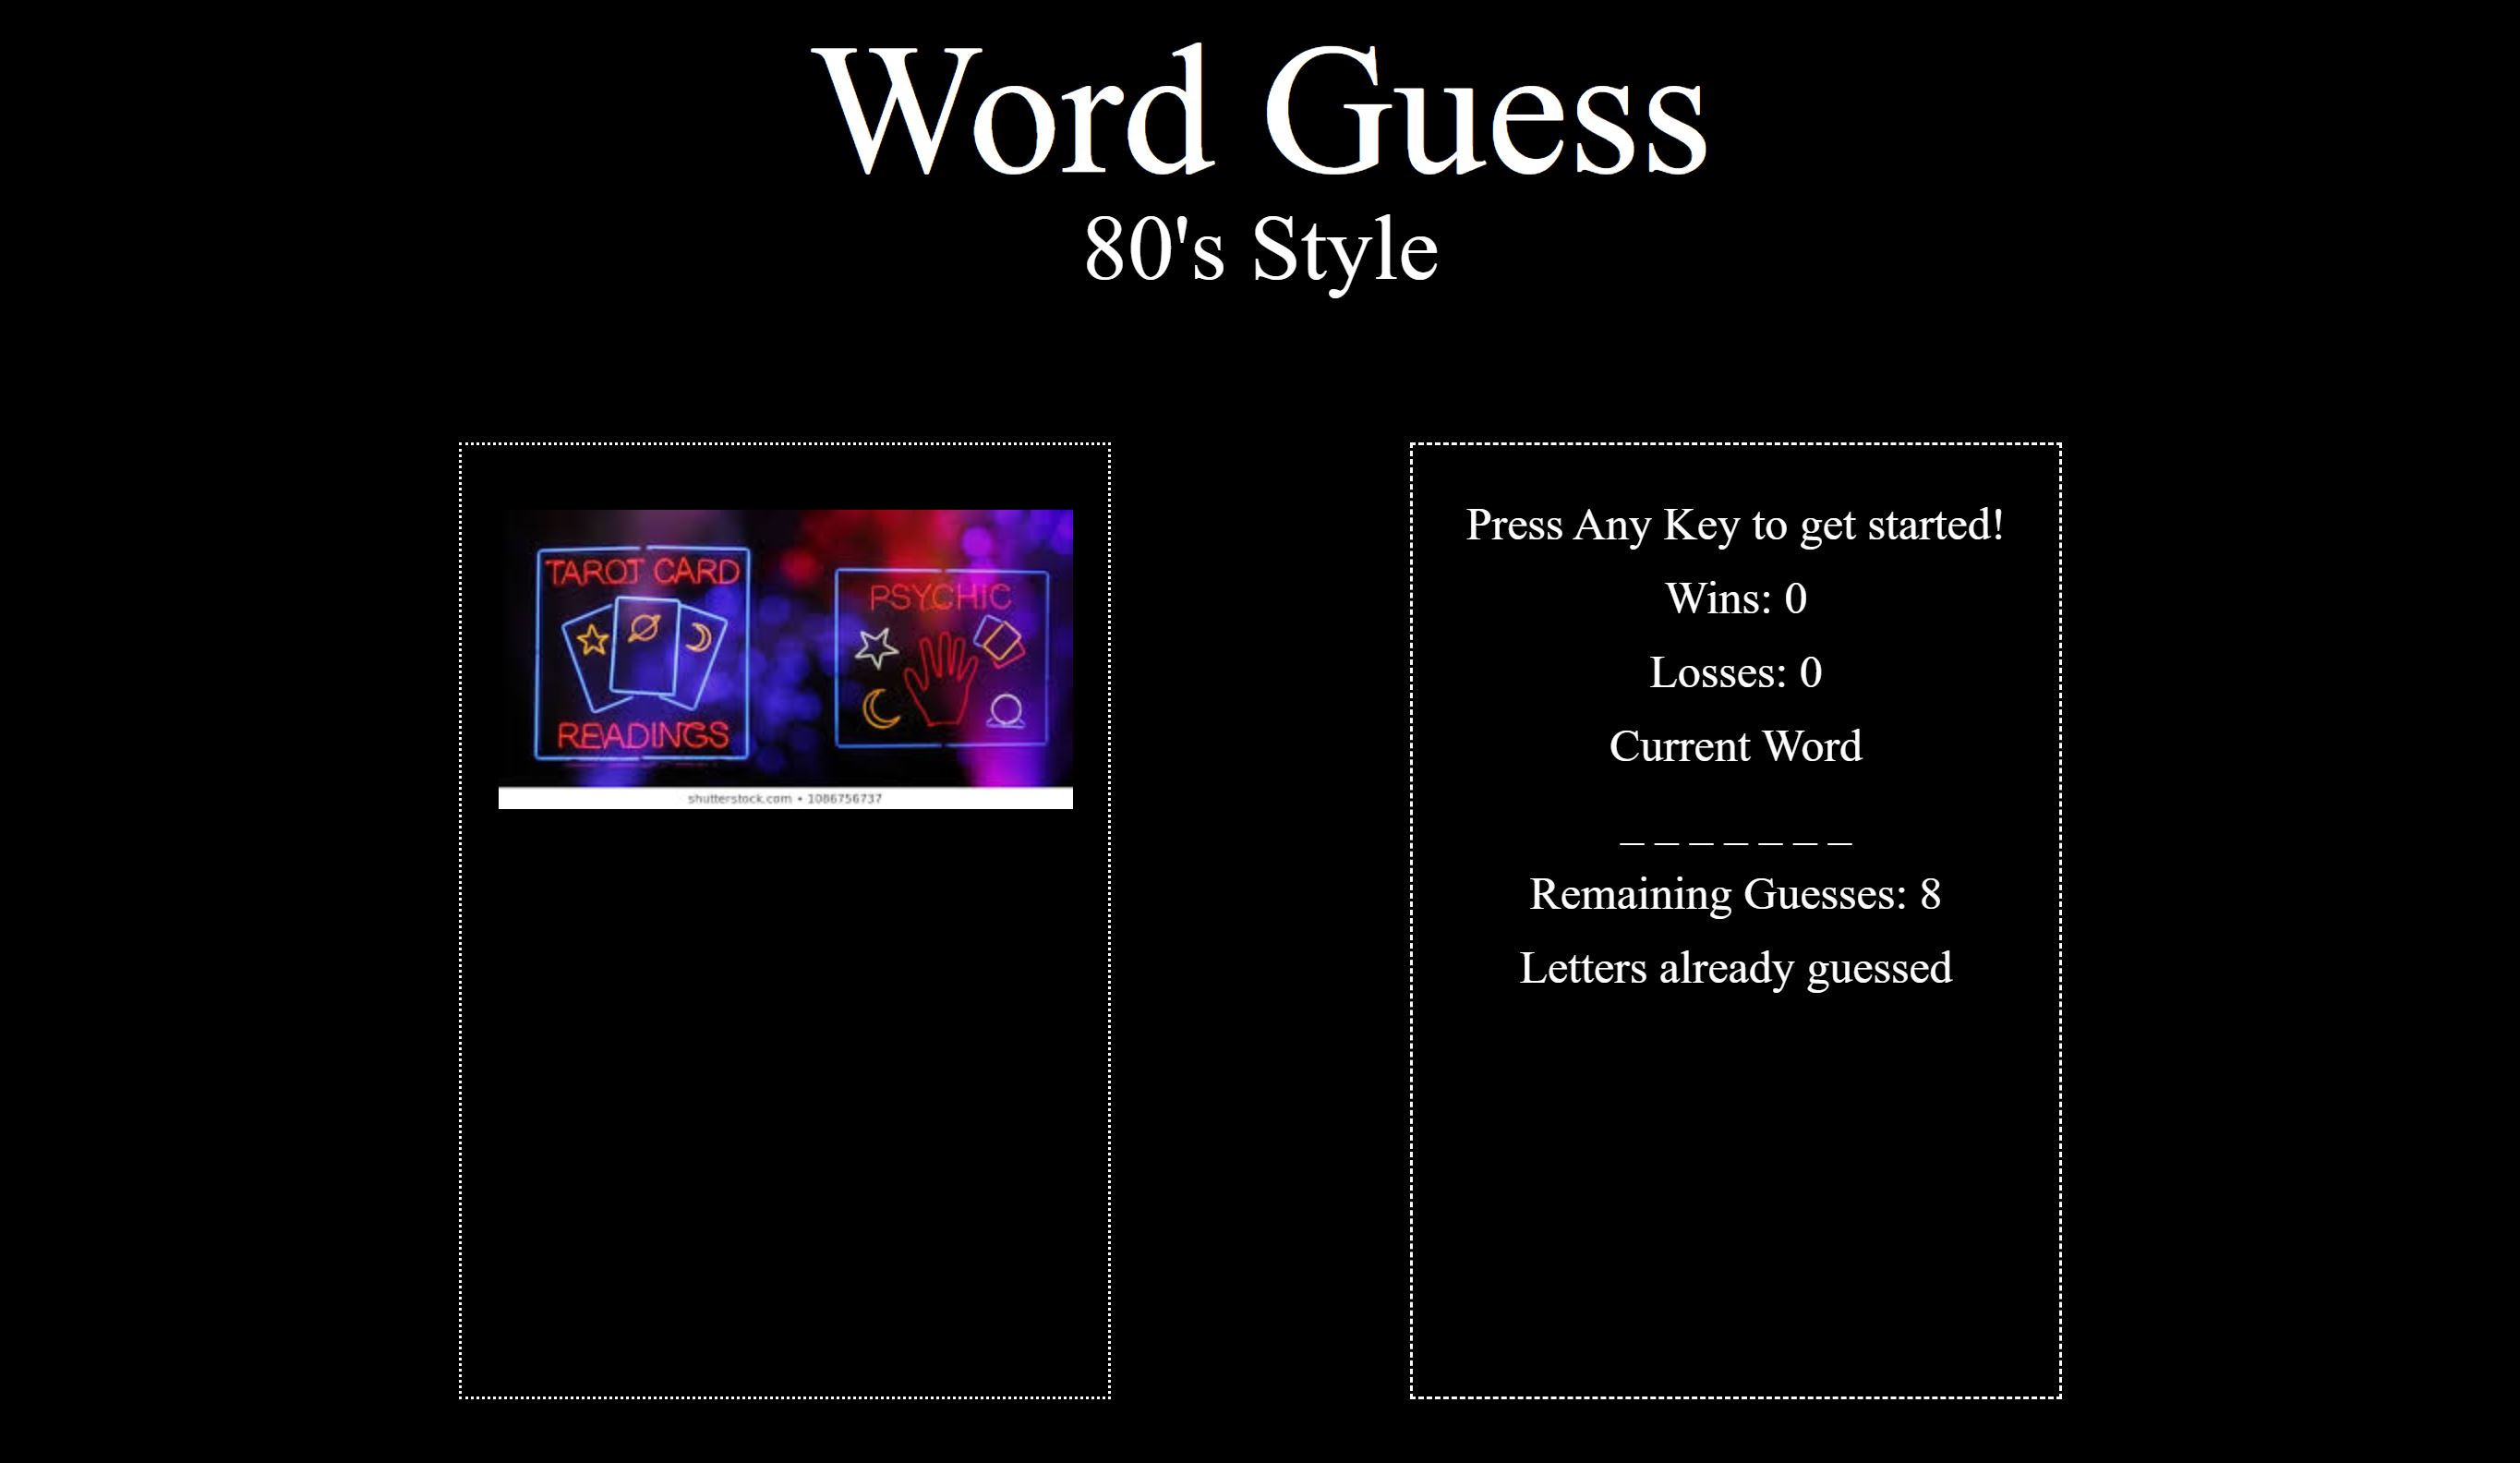 Word Guess
80's Style
TAROT CARD
READINGS
PSYCHIC
shutterstock.com • 1086756737
Press Any Key to get started!
Wins: 0
Losses: 0
Current Word
_ _ _ _ _ _ _
Remaining Guesses: 8
Letters already guessed